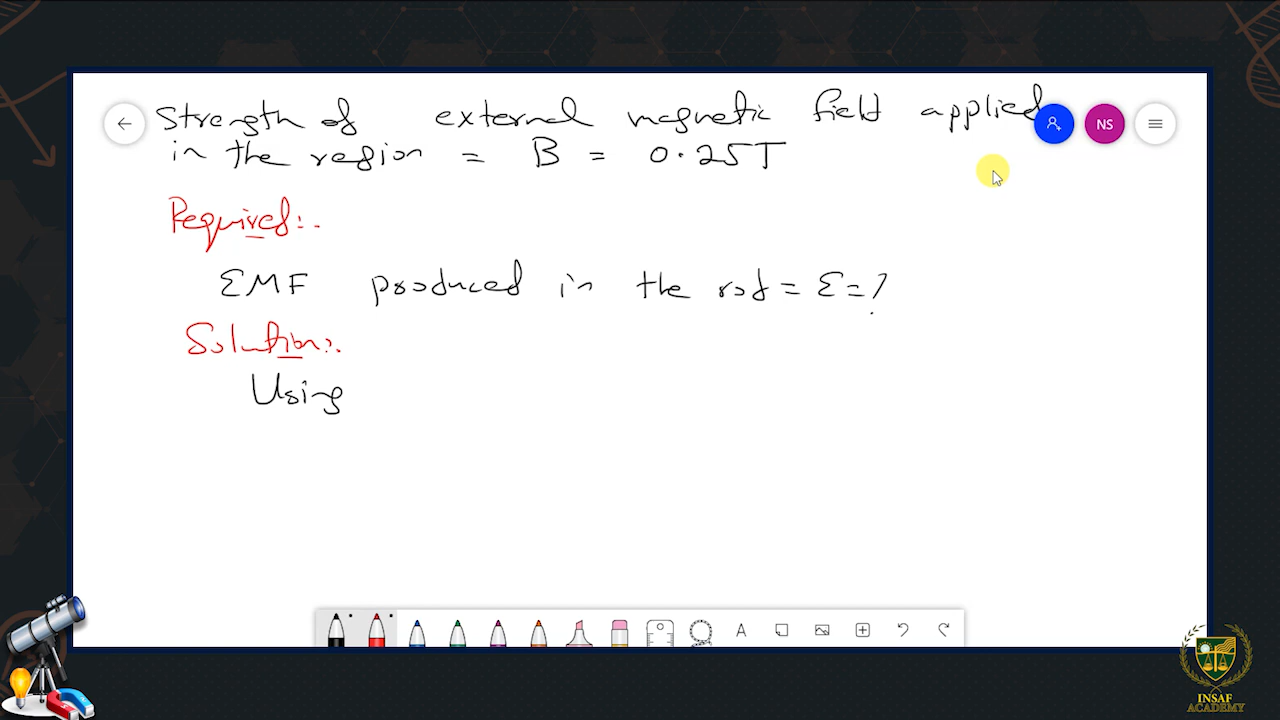 Strength of external magnetic field applied
in the region = B = 0.25T
NS
Required:.
EMF produced in the rod = Ɛ = ?
Solution:.
Using
A
INSAF
ACADEMY